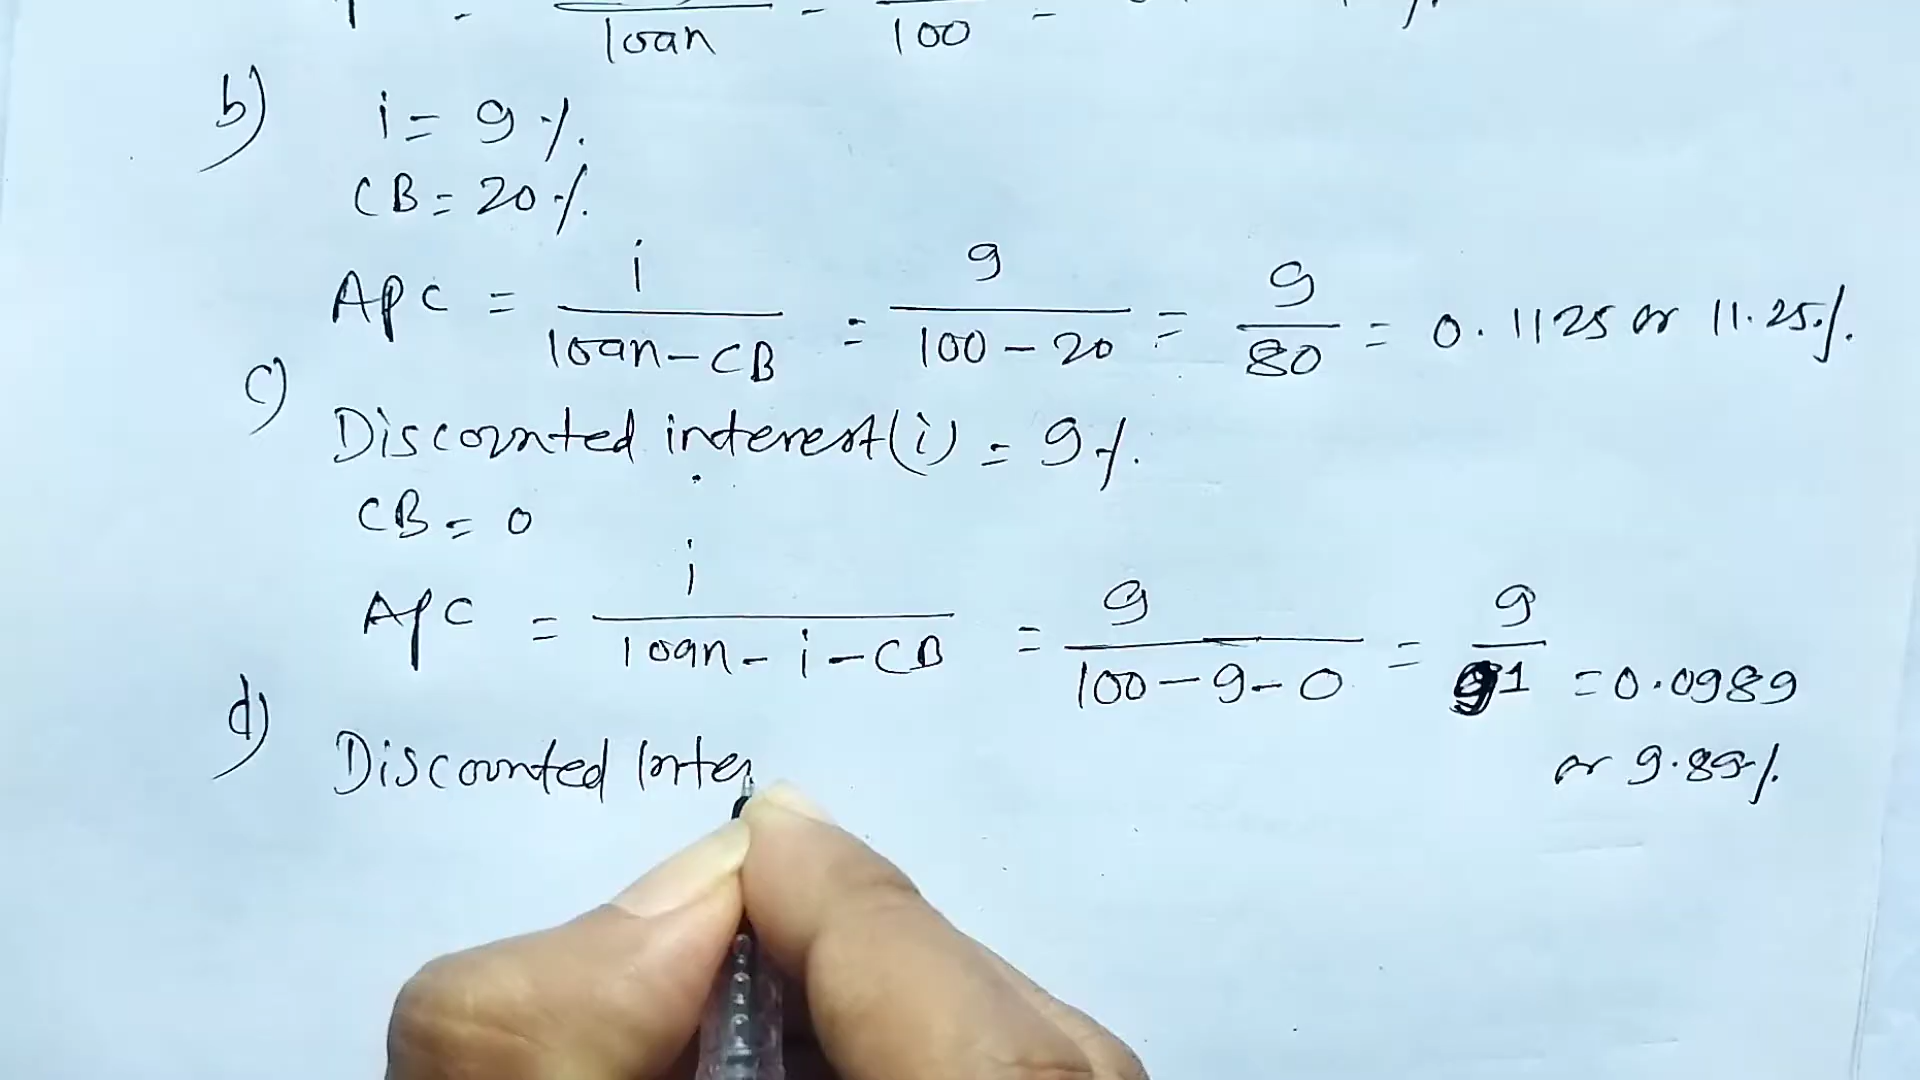 loan 100
b) i = 9%
CB = 20%
APC = i / loan - CB = 9 / 100 - 20 = 9 / 80 = 0.1125 or 11.25%
c) Discounted interest (i) = 9%
CB = 0
APC = i / loan - i - CB = 9 / 100 - 9 - 0 = 9 / 91 = 0.0989
or 9.89%
d) Discounted Inte